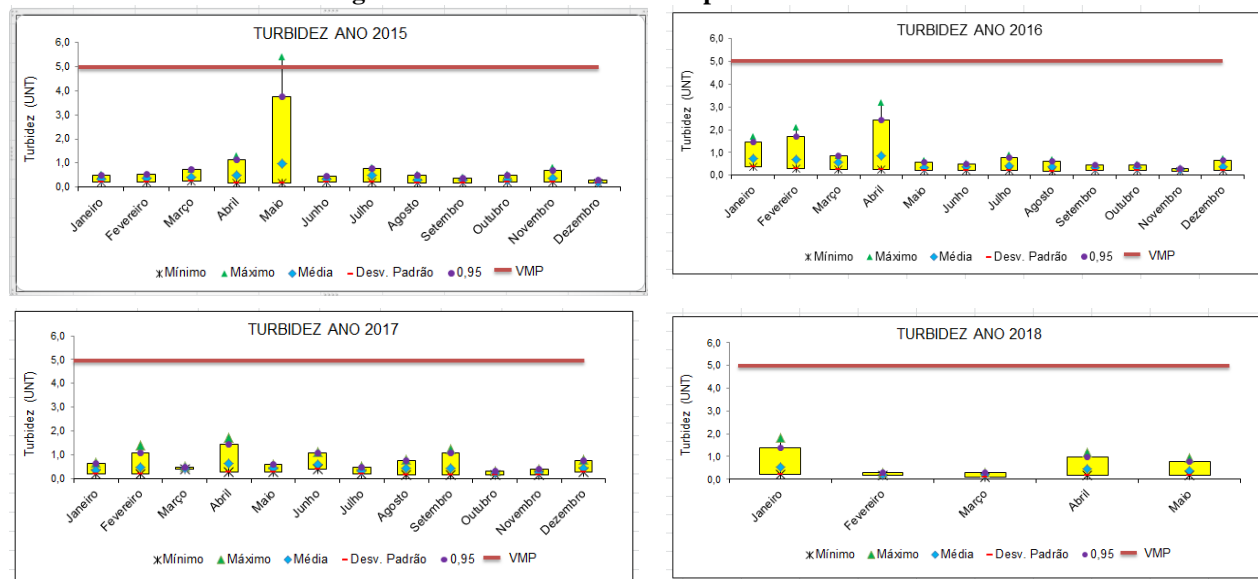 TURBIDEZ ANO 2015
Turbidez (UNT)
6,0
5,0
4,0
3,0
2,0
1,0
0,0
Janeiro Fevereiro Março Abril Maio Junho Julho Agosto Setembro Outubro Novembro Dezembro
Mínimo Máximo Média Desv. Padrão 0,95 VMP
TURBIDEZ ANO 2016
Turbidez (UNT)
6,0
5,0
4,0
3,0
2,0
1,0
0,0
Janeiro Fevereiro Março Abril Maio Junho Julho Agosto Setembro Outubro Novembro Dezembro
Mínimo Máximo Média Desv. Padrão 0,95 VMP
TURBIDEZ ANO 2017
Turbidez (UNT)
6,0
5,0
4,0
3,0
2,0
1,0
0,0
Janeiro Fevereiro Março Abril Maio Junho Julho Agosto Setembro Outubro Novembro Dezembro
Mínimo Máximo Média Desv. Padrão 0,95 VMP
TURBIDEZ ANO 2018
Turbidez (UNT)
6,0
5,0
4,0
3,0
2,0
1,0
0,0
Janeiro Fevereiro Março Abril Maio
Mínimo Máximo Média Desv. Padrão 0,95 VMP